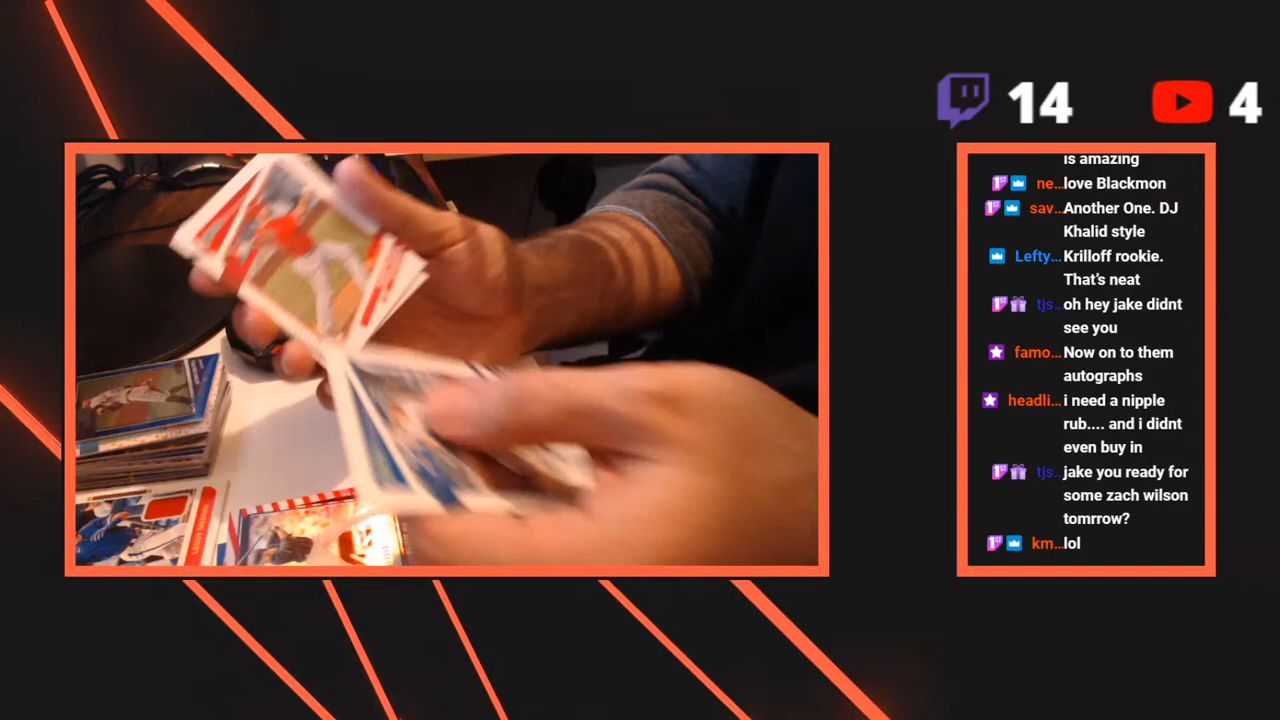 14
4
is amazing
ne...love Blackmon
sav...Another One. DJ
Khalid style
Lefty...Krilloff rookie.
That's neat
tjs...oh hey jake didnt
see you
famo...Now on to them
autographs
headli...i need a nipple
rub.... and i didnt
even buy in
tjs...jake you ready for
some zach wilson
tomrrow?
km...lol